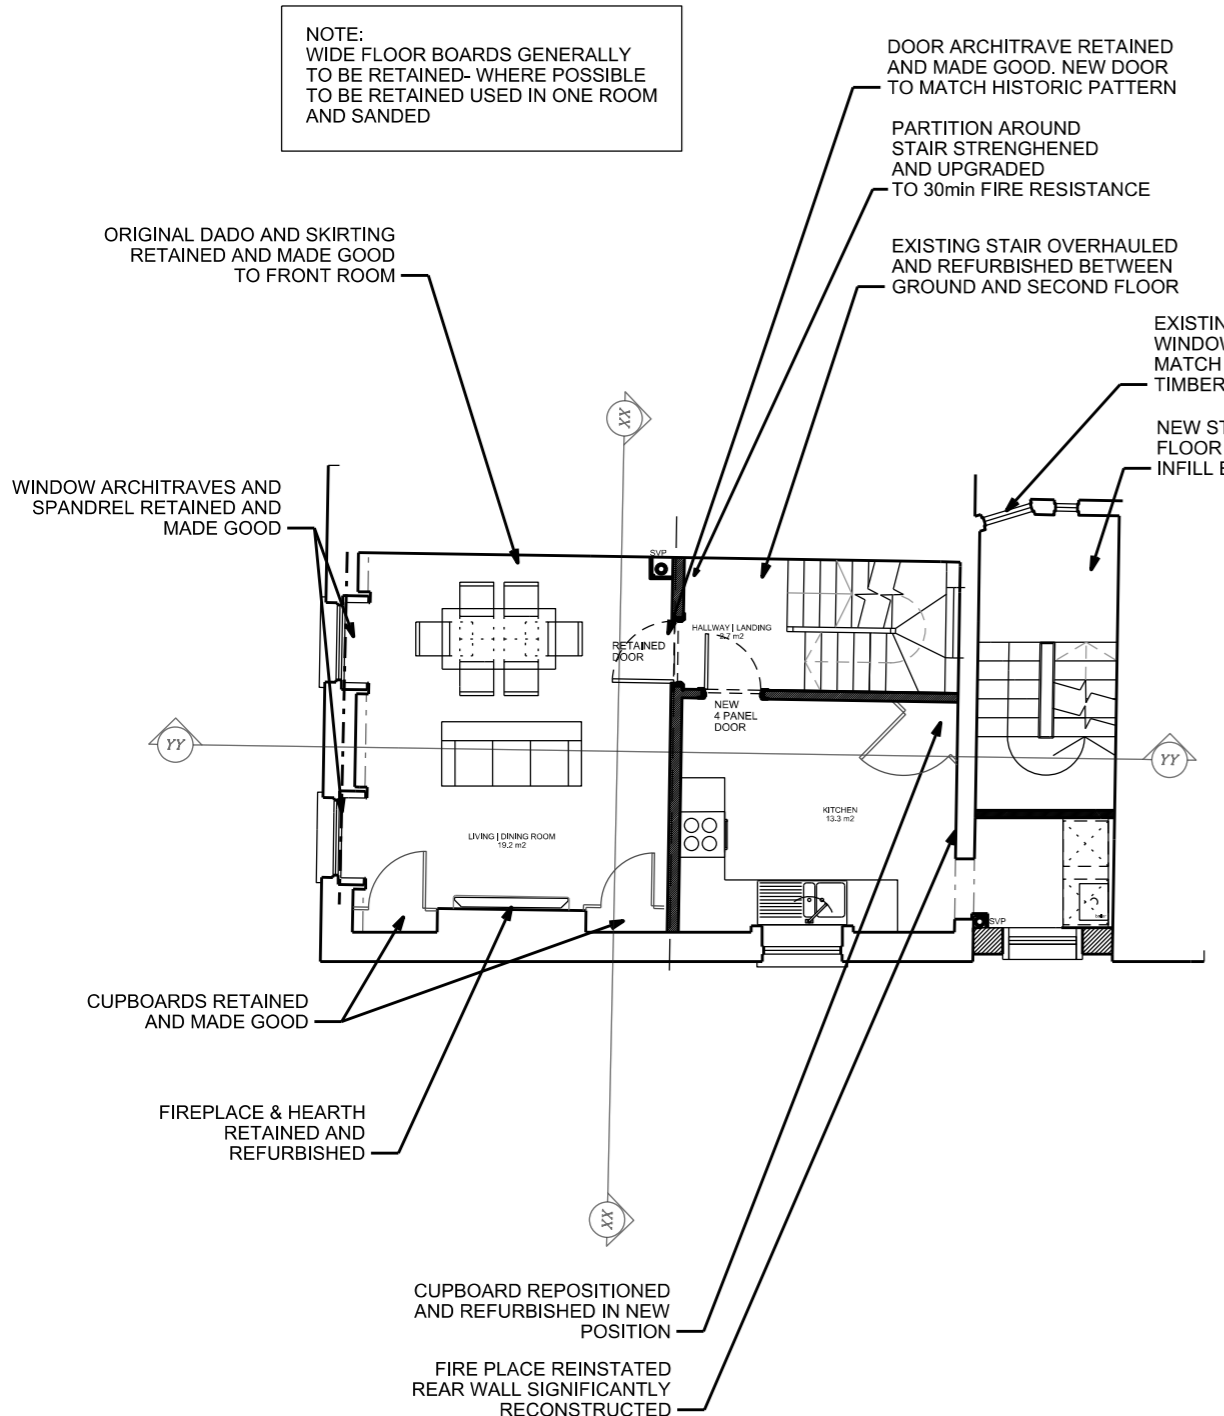 NOTE:
WIDE FLOOR BOARDS GENERALLY
TO BE RETAINED- WHERE POSSIBLE
TO BE RETAINED USED IN ONE ROOM
AND SANDED
DOOR ARCHITRAVE RETAINED
AND MADE GOOD. NEW DOOR
TO MATCH HISTORIC PATTERN
PARTITION AROUND
STAIR STRENGHENED
AND UPGRADED
TO 30min FIRE RESISTANCE
ORIGINAL DADO AND SKIRTING
RETAINED AND MADE GOOD
TO FRONT ROOM
EXISTING STAIR OVERHAULED
AND REFURBISHED BETWEEN
GROUND AND SECOND FLOOR
EXISTIN
WINDOW
MATCH
TIMBER
NEW ST
FLOOR
INFILL
XX
WINDOW ARCHITRAVES AND
SPANDREL RETAINED AND
MADE GOOD
SVP
HALLWAY | LANDING
m2
RETAINED
DOOR
NEW
4 PANEL
DOOR
YY
YY
KITCHEN
13.3 m2
LIVING | DINING ROOM
19.2 m2
SVP
CUPBOARDS RETAINED
AND MADE GOOD
FIREPLACE & HEARTH
RETAINED AND
REFURBISHED
XX
CUPBOARD REPOSITIONED
AND REFURBISHED IN NEW
POSITION
FIRE PLACE REINSTATED
REAR WALL SIGNIFICANTLY
RECONSTRUCTED